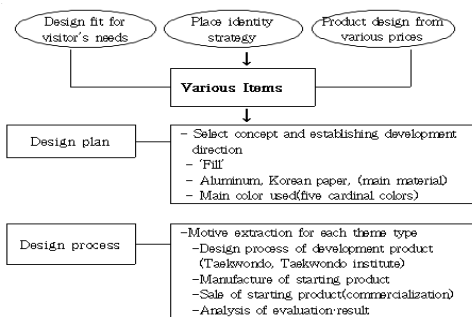 Design fit for
visitor's needs
Place identity
strategy
Product design from
various prices
Various Items
Design plan
- Select concept and establishing development
direction
- 'Fill'
- Aluminum, Korean paper, (main material)
- Main color used(five cardinal colors)
Design process
-Motive extraction for each theme type
-Design process of development product
(Taekwondo, Taekwondo institute)
-Manufacture of starting product
-Sale of starting product(commercialization)
-Analysis of evaluation·result